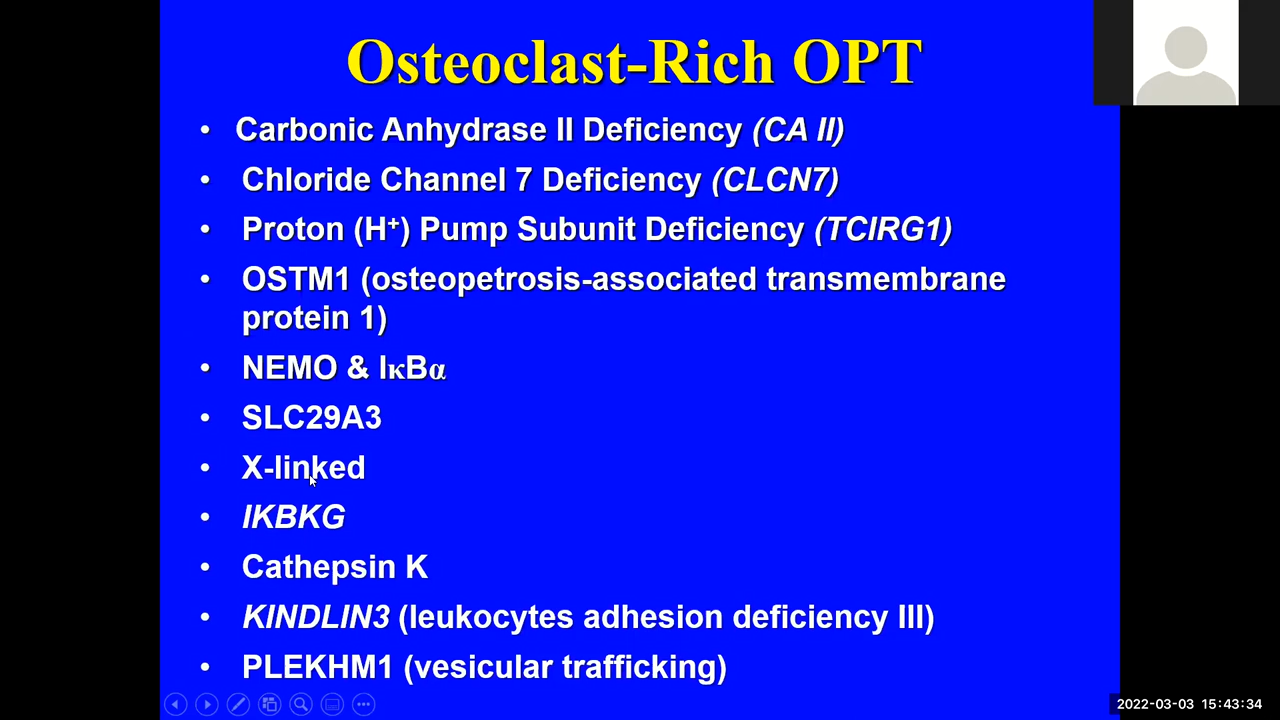 Osteoclast-Rich OPT
• Carbonic Anhydrase II Deficiency (CA II)
• Chloride Channel 7 Deficiency (CLCN7)
• Proton (H⁺) Pump Subunit Deficiency (TCIRG1)
• OSTM1 (osteopetrosis-associated transmembrane
protein 1)
• NEMO & IκBα
• SLC29A3
• X-linked
• IKBKG
• Cathepsin K
• KINDLIN3 (leukocytes adhesion deficiency III)
• PLEKHM1 (vesicular trafficking)
2022-03-03 15:43:34